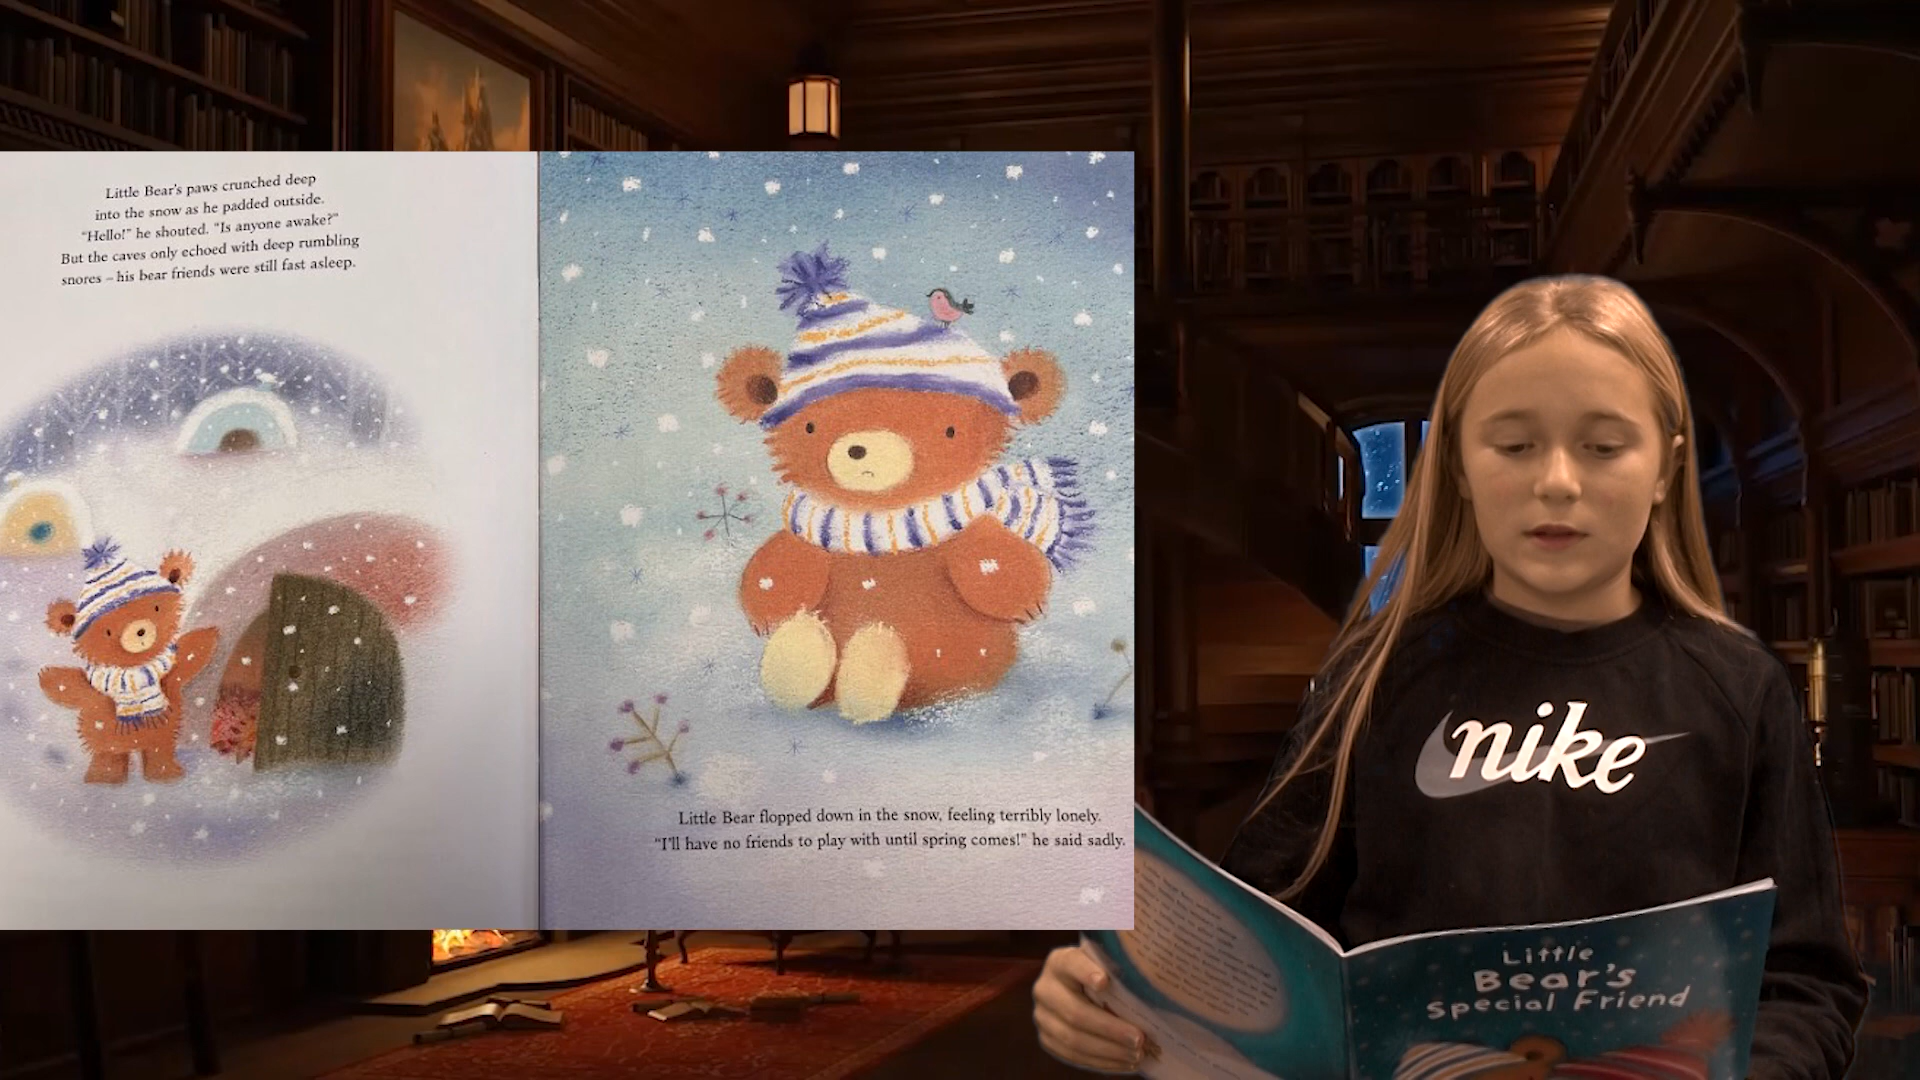 Little Bear's paws crunched deep
into the snow as he padded outside.
"Hello!" he shouted. "Is anyone awake?"
But the caves only echoed with deep rumbling
snores – his bear friends were still fast asleep.
Little Bear flopped down in the snow, feeling terribly lonely.
"I'll have no friends to play with until spring comes!" he said sadly.
nike
Little
Bear's
Special Friend